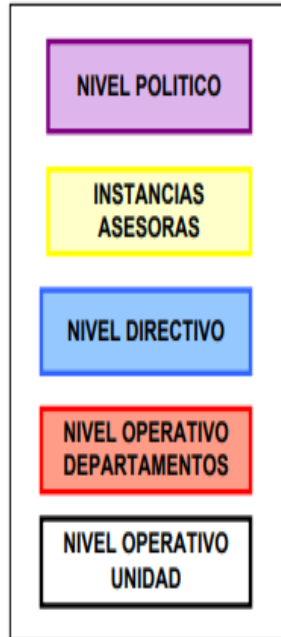 NIVEL POLITICO
INSTANCIAS
ASESORAS
NIVEL DIRECTIVO
NIVEL OPERATIVO
DEPARTAMENTOS
NIVEL OPERATIVO
UNIDAD